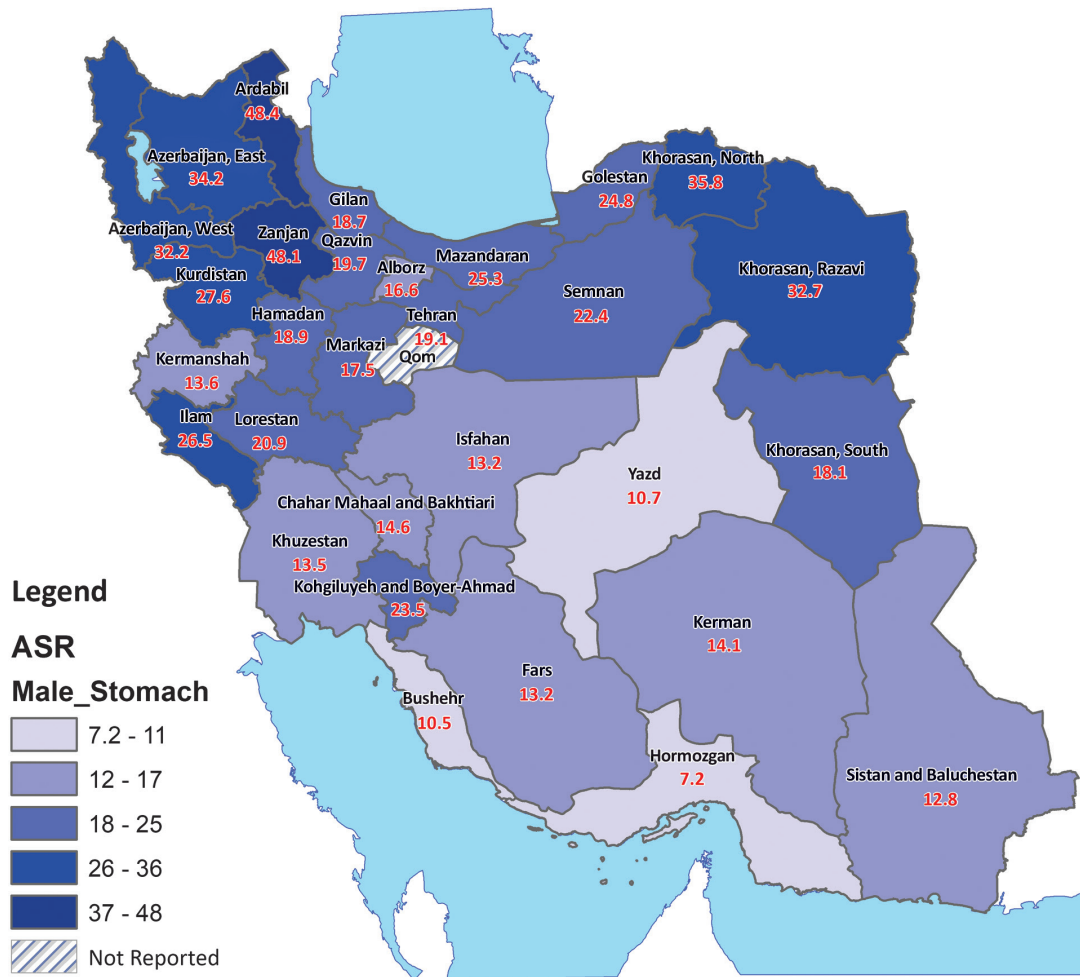 Ardabil
48.4
Azerbaijan, East
34.2
Khorasan, North
35.8
Golestan
24.8
Gilan
18.7
Azerbaijan, West
32.2
Zanjan
48.1
Qazvin
19.7
Mazandaran
25.3
Alborz
16.6
Khorasan, Razavi
32.7
Kurdistan
27.6
Semnan
22.4
Hamadan
18.9
Tehran
19.1
Markazi
17.5
Qom
Kermanshah
13.6
Ilam
26.5
Lorestan
20.9
Isfahan
13.2
Khorasan, South
18.1
Yazd
10.7
Chahar Mahaal and Bakhtiari
14.6
Khuzestan
13.5
Kohgiluyeh and Boyer-Ahmad
23.5
Kerman
14.1
Fars
13.2
Bushehr
10.5
Hormozgan
7.2
Sistan and Baluchestan
12.8
Legend
ASR
Male_Stomach
7.2 - 11
12 - 17
18 - 25
26 - 36
37 - 48
Not Reported